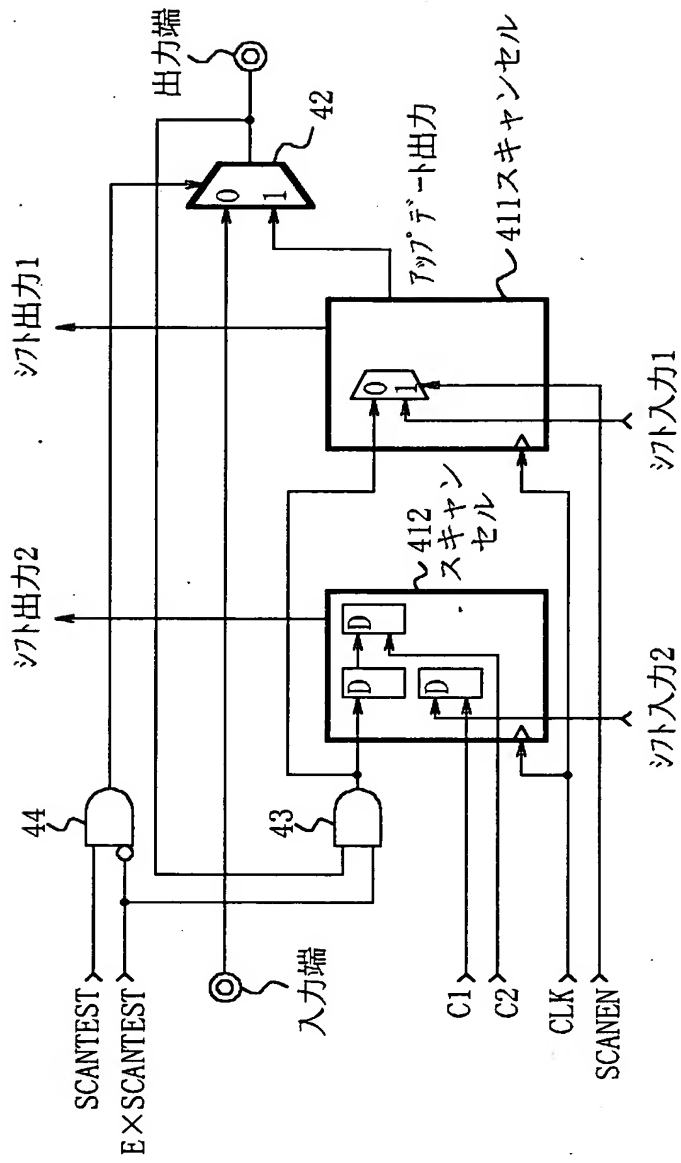 SCANTEST
E×SCANTEST
44
43
入力端
C1
C2
CLK
SCANEN
シフト出力2
412
スキャン
セル
D
D
D
シフト入力2
シフト出力1
0
1
シフト入力1
411スキャンセル
アップデート出力
0
1
42
出力端